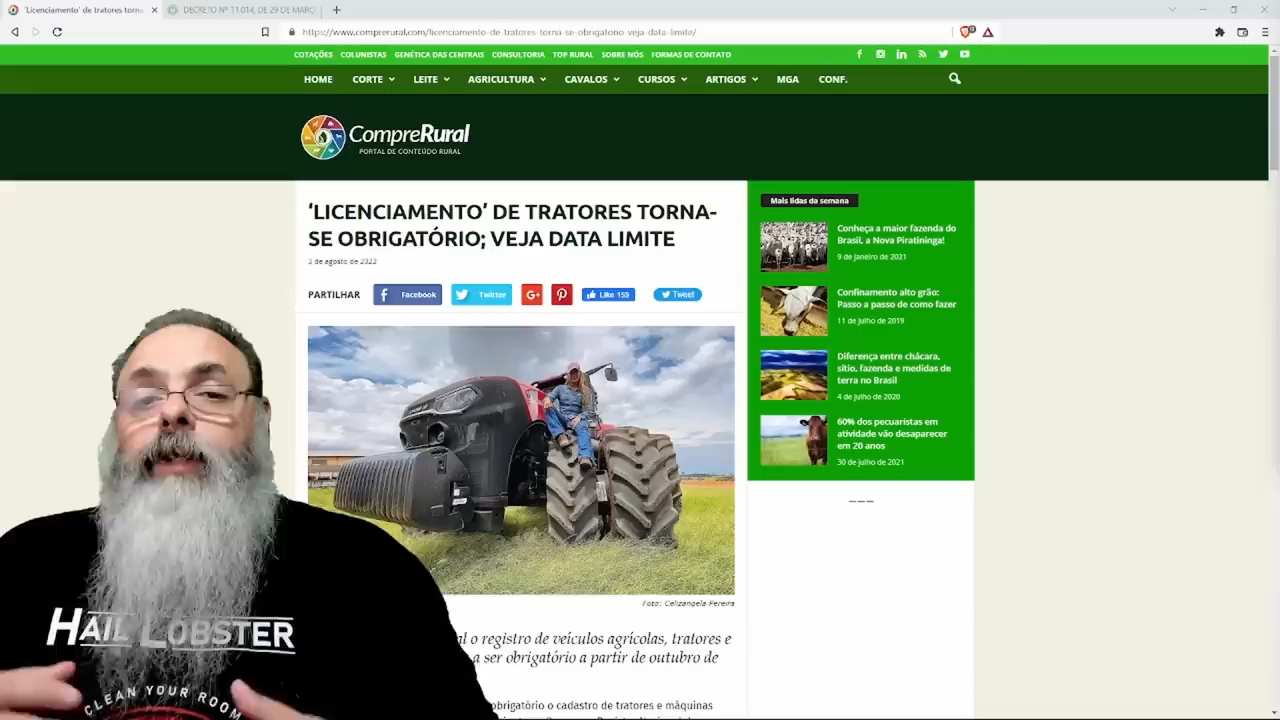 'Licenciamento' de tratores torna-
DECRETO Nº 11.014, DE 29 DE MARÇ
https://www.comprerural.com/licenciamento-de-tratores-torna-se-obrigatorio-veja-data-limite/
COTAÇÕES COLUNISTAS GENÉTICA DAS CENTRAIS CONSULTORIA TOP RURAL SOBRE NÓS FORMAS DE CONTATO
HOME CORTE LEITE AGRICULTURA CAVALOS CURSOS ARTIGOS MGA CONF.
CompreRural
PORTAL DE CONTEÚDO RURAL
'LICENCIAMENTO' DE TRATORES TORNA-
SE OBRIGATÓRIO; VEJA DATA LIMITE
3 de agosto de 2022
PARTILHAR Facebook Twitter G+ Like 159 Tweet
Foto: Celizangela Pereira
al o registro de veículos agrícolas, tratores e
a ser obrigatório a partir de outubro de
obrigatório o cadastro de tratores e máquinas
Mais lidas da semana
Conheça a maior fazenda do
Brasil, a Nova Piratininga!
9 de janeiro de 2021
Confinamento alto grão:
Passo a passo de como fazer
11 de julho de 2019
Diferença entre chácara,
sítio, fazenda e medidas de
terra no Brasil
4 de julho de 2020
60% dos pecuaristas em
atividade vão desaparecer
em 20 anos
30 de julho de 2021
HAIL LOBSTER
CLEAN YOUR ROOM